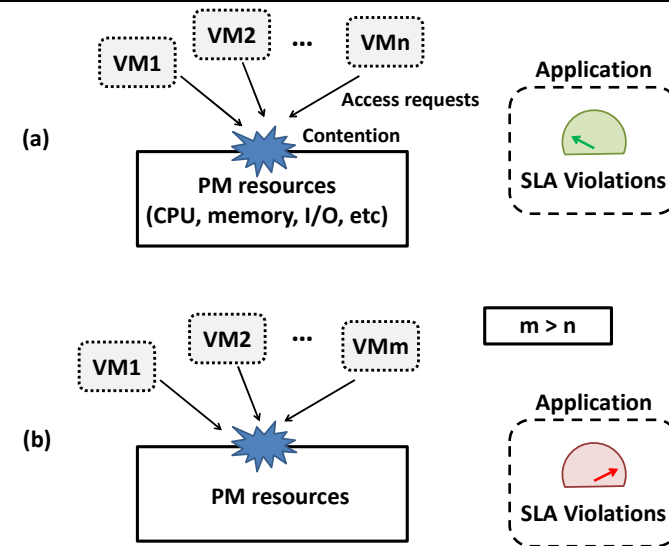 VM1
VM2
...
VMn
Access requests
(a)
Contention
PM resources
(CPU, memory, I/O, etc)
Application
SLA Violations
VM1
VM2
...
VMm
m > n
(b)
PM resources
Application
SLA Violations